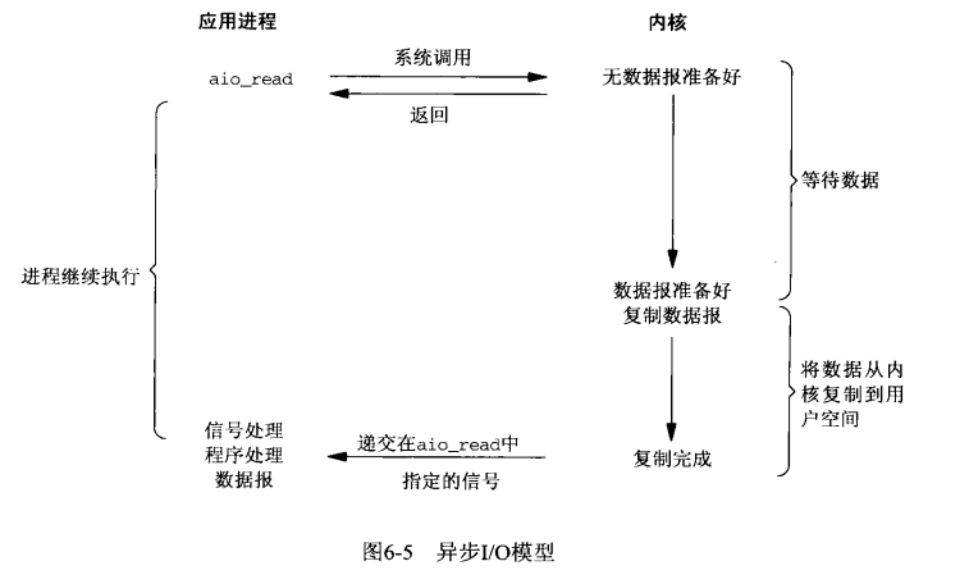 应用进程
内核
系统调用
aio_read
无数据报准备好
返回
等待数据
进程继续执行
数据报准备好
复制数据报
将数据从内
核复制到用
户空间
信号处理
程序处理
数据报
递交在aio_read中
指定的信号
复制完成
图6-5 异步I/O模型